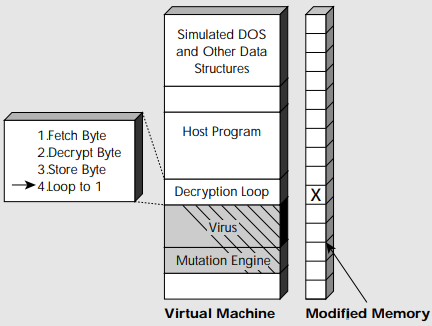 Simulated DOS
and Other Data
Structures
1.Fetch Byte
2.Decrypt Byte
3.Store Byte
4.Loop to 1
Host Program
Decryption Loop
X
Virus
Mutation Engine
Virtual Machine
Modified Memory